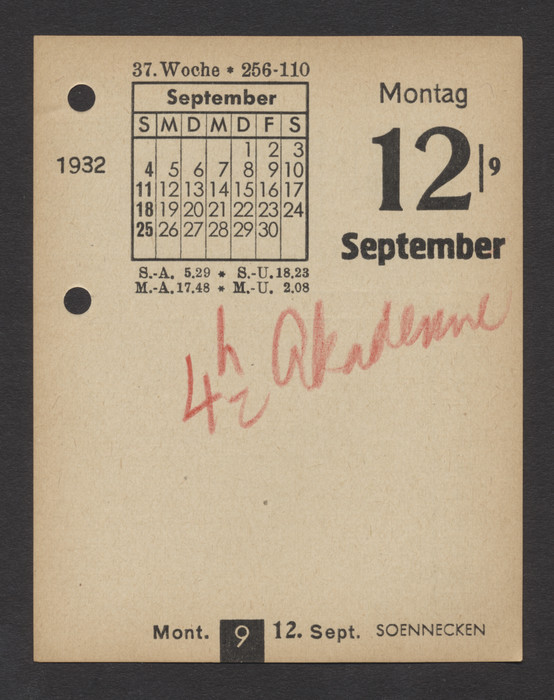 37. Woche * 256-110
September
S M D M D F S
1 2 3
4 5 6 7 8 9 10
11 12 13 14 15 16 17
18 19 20 21 22 23 24
25 26 27 28 29 30
S.-A. 5.29 * S.-U. 18.23
M.-A. 17.48 * M.-U. 2.08
1932
Montag
12|9
September
4 h/2 Akademie
Mont. 9 12. Sept. SOENNECKEN